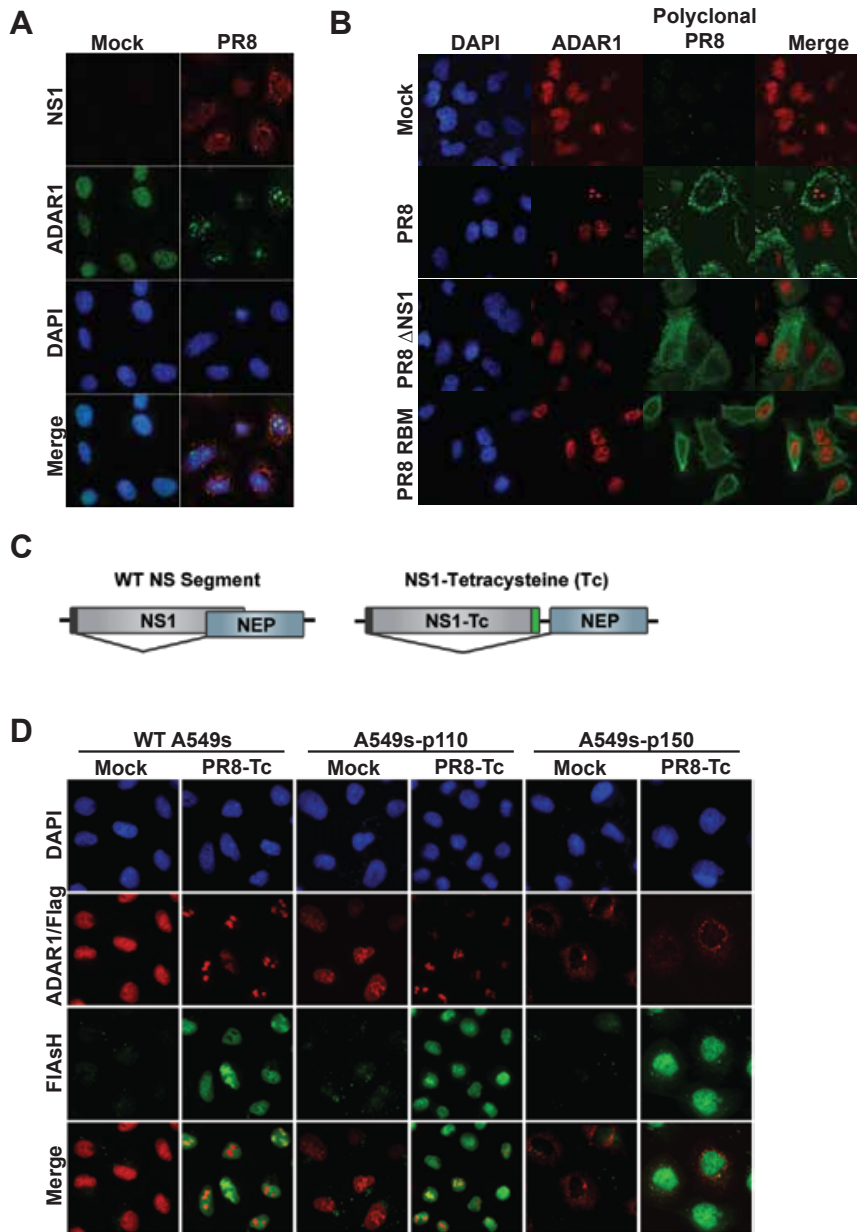 A
Mock PR8
NS1
ADAR1
DAPI
Merge
B
Polyclonal
DAPI ADAR1 PR8 Merge
Mock
PR8
PR8 ΔNS1
PR8 RBM
C
WT NS Segment
NS1
NEP
NS1-Tetracysteine (Tc)
NS1-Tc
NEP
D
WT A549s A549s-p110 A549s-p150
Mock PR8-Tc Mock PR8-Tc Mock PR8-Tc
DAPI
ADAR1/Flag
FlAsH
Merge